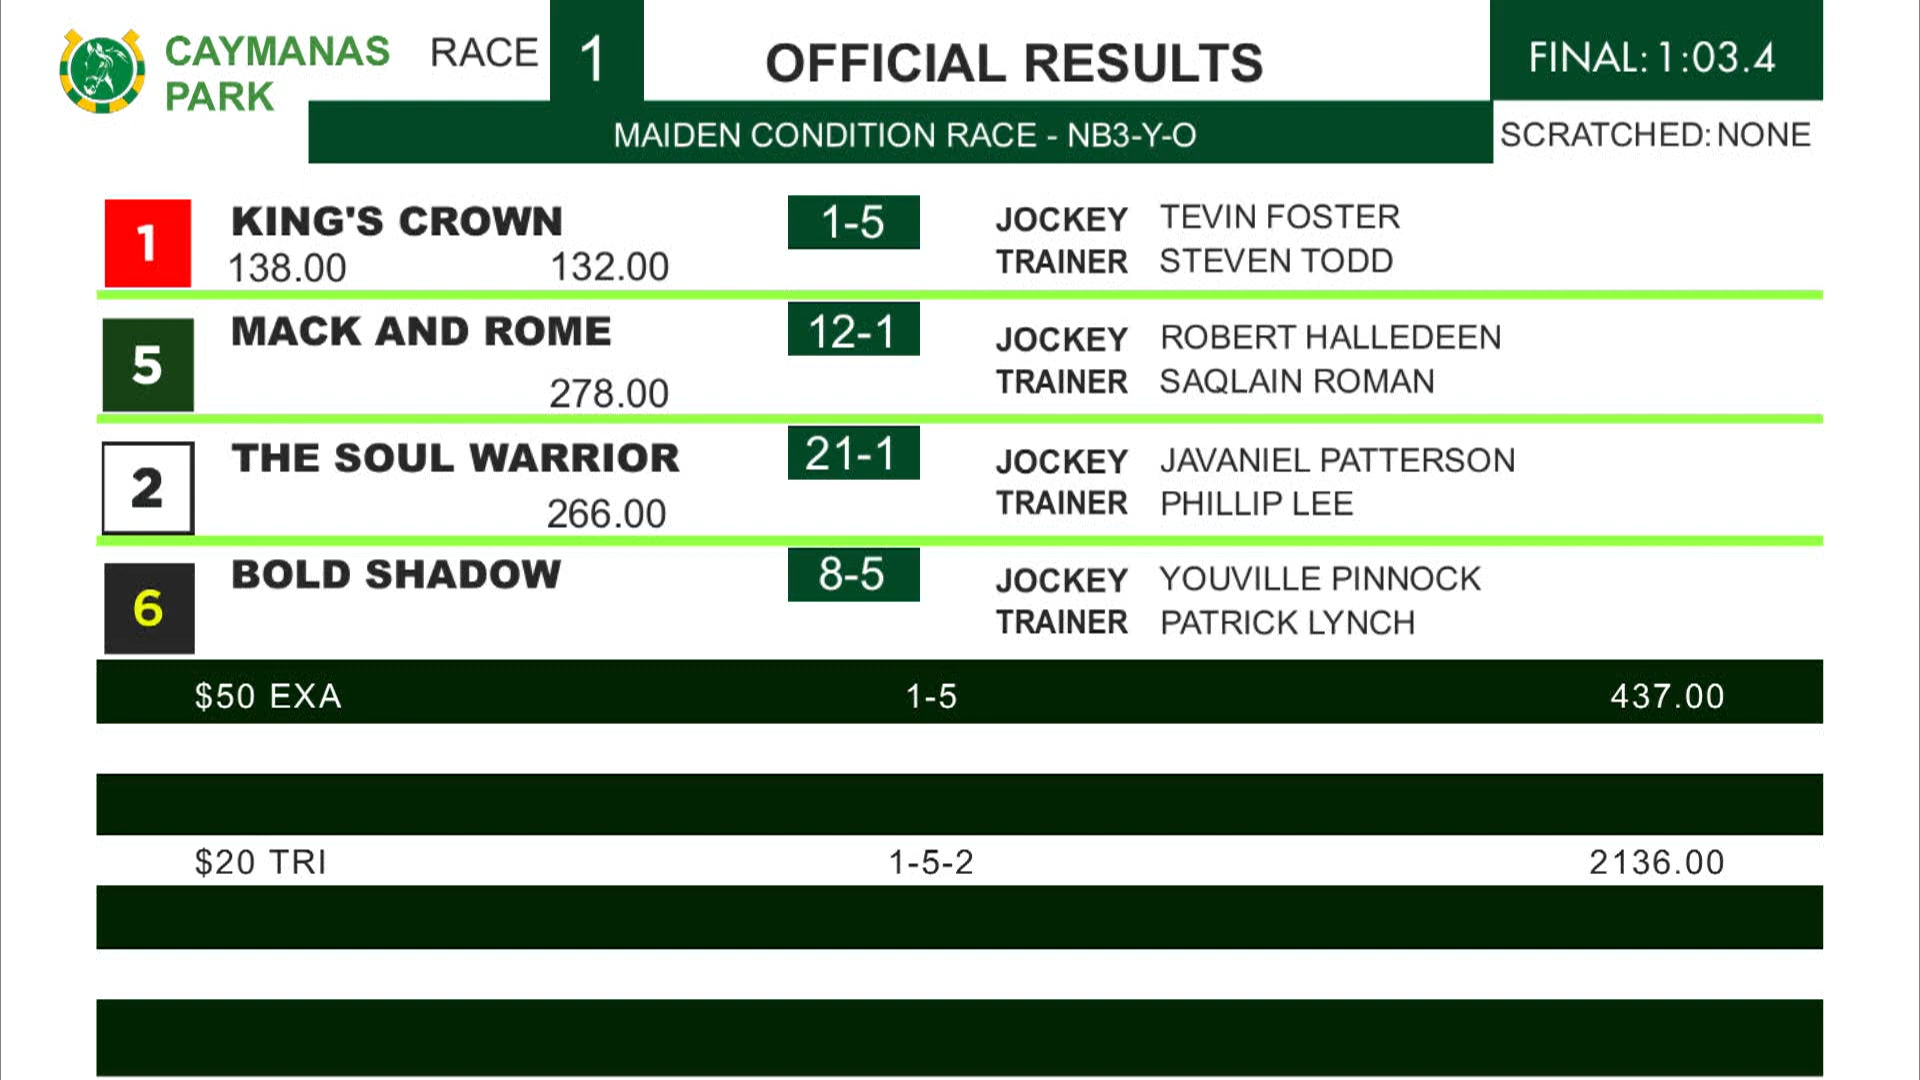 CAYMANAS PARK
RACE 1
OFFICIAL RESULTS
FINAL: 1:03.4
MAIDEN CONDITION RACE - NB3-Y-O
SCRATCHED: NONE
1 KING'S CROWN 1-5 JOCKEY TEVIN FOSTER
138.00 132.00 TRAINER STEVEN TODD
5 MACK AND ROME 12-1 JOCKEY ROBERT HALLEDEEN
278.00 TRAINER SAQLAIN ROMAN
2 THE SOUL WARRIOR 21-1 JOCKEY JAVANIEL PATTERSON
266.00 TRAINER PHILLIP LEE
6 BOLD SHADOW 8-5 JOCKEY YOUVILLE PINNOCK
TRAINER PATRICK LYNCH
$50 EXA 1-5 437.00
$20 TRI 1-5-2 2136.00